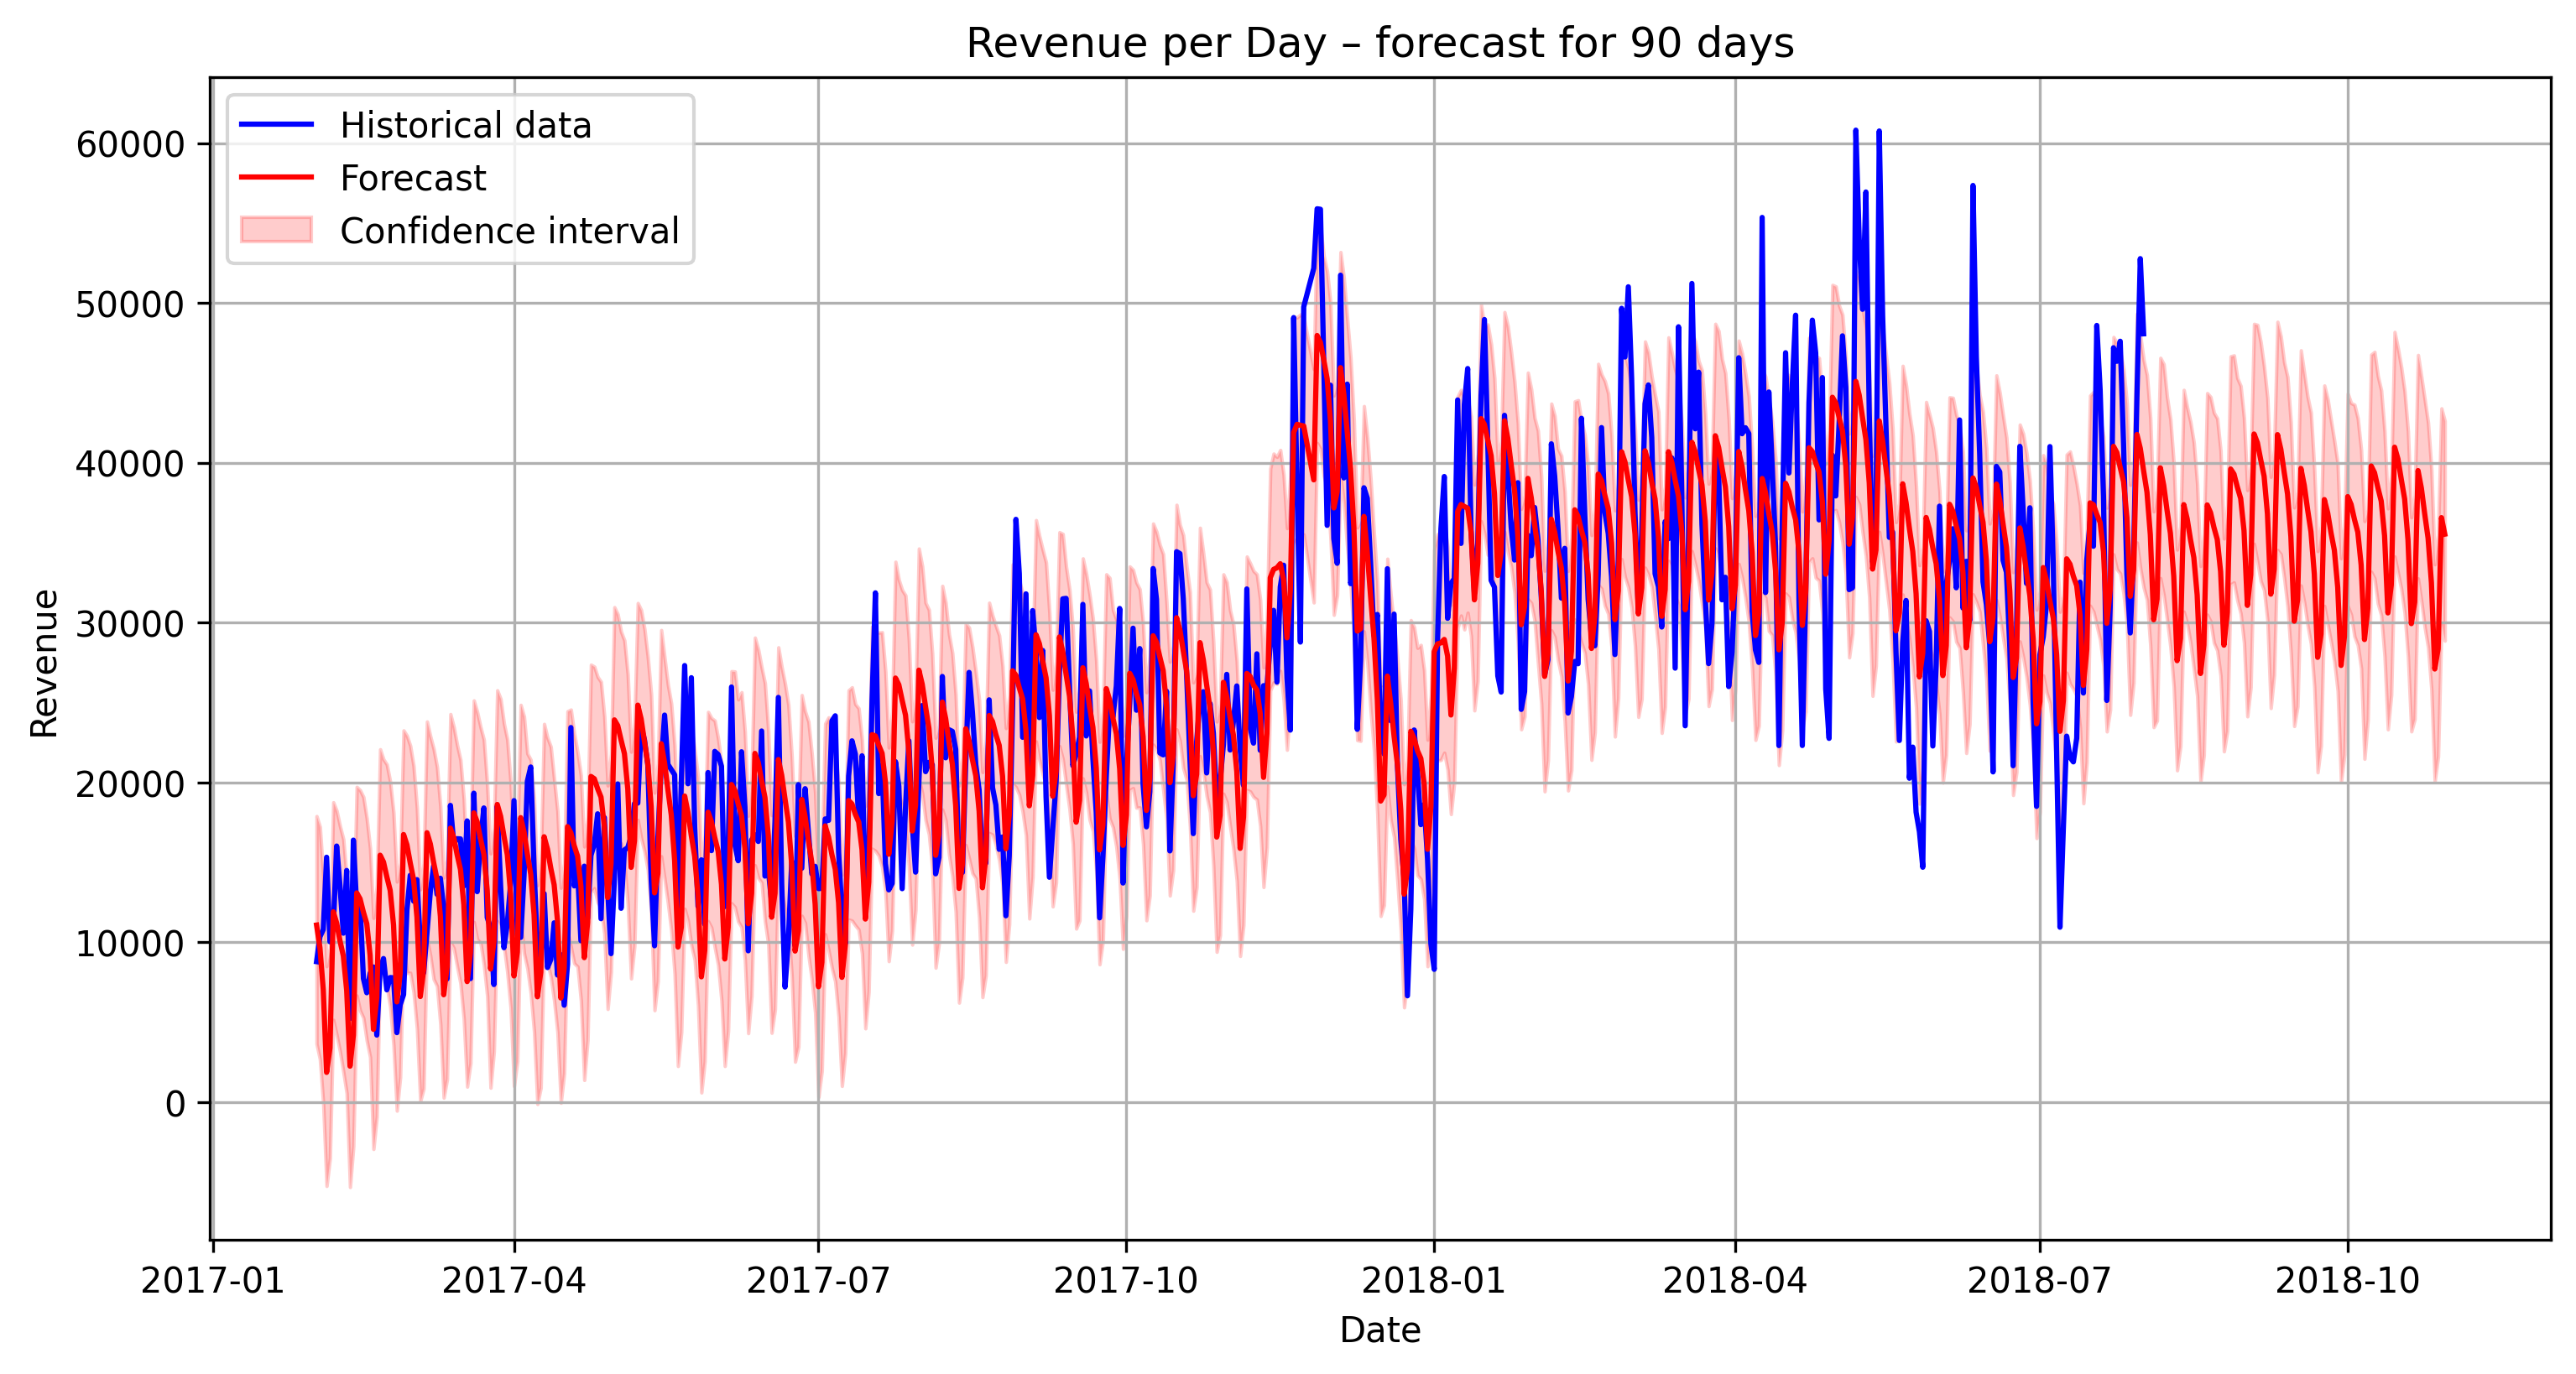 Revenue per Day – forecast for 90 days
Historical data
Forecast
Confidence interval
60000
50000
40000
30000
20000
10000
0
Revenue
2017-01
2017-04
2017-07
2017-10
2018-01
2018-04
2018-07
2018-10
Date